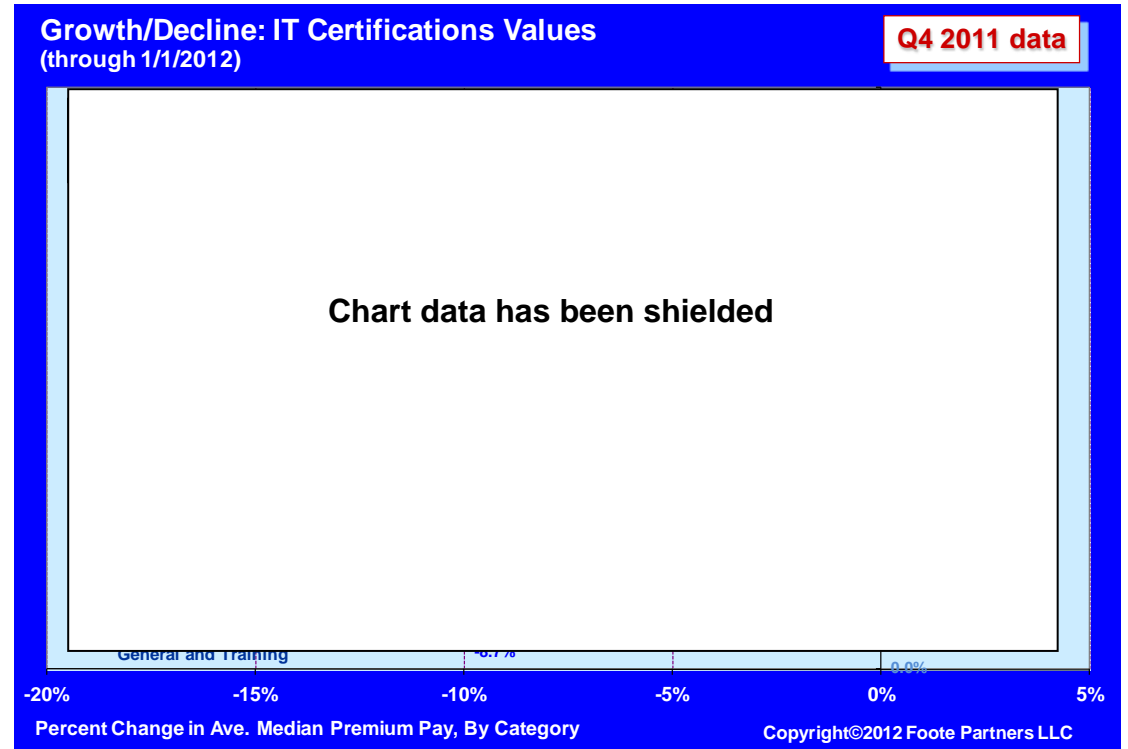 Growth/Decline: IT Certifications Values
(through 1/1/2012)
Q4 2011 data
Chart data has been shielded
General and Training
0.0%
-20% -15% -10% -5% 0% 5%
Percent Change in Ave. Median Premium Pay, By Category
Copyright©2012 Foote Partners LLC